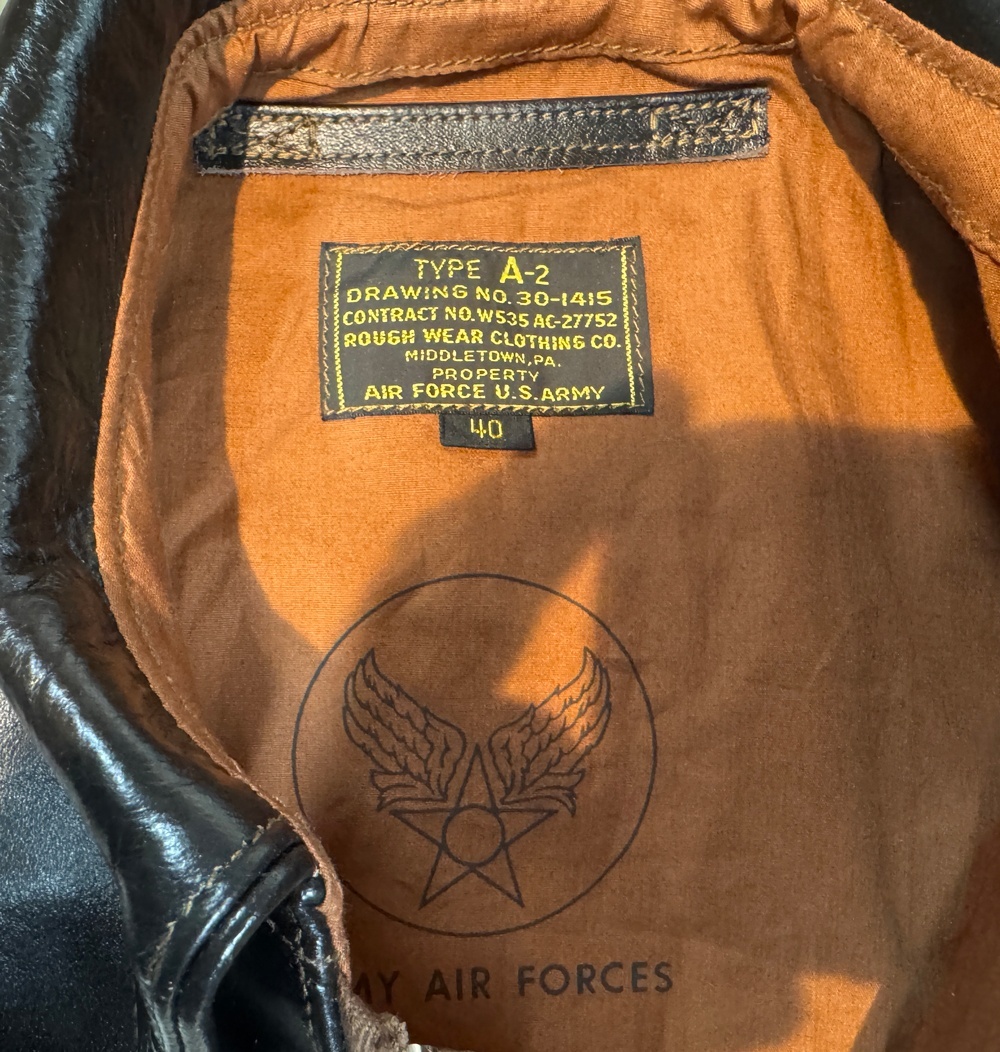 TYPE A-2
DRAWING NO. 30-1415
CONTRACT NO. W535 AC-27752
ROUGH WEAR CLOTHING CO.
MIDDLETOWN, PA.
PROPERTY
AIR FORCE U.S. ARMY
40
MY AIR FORCES